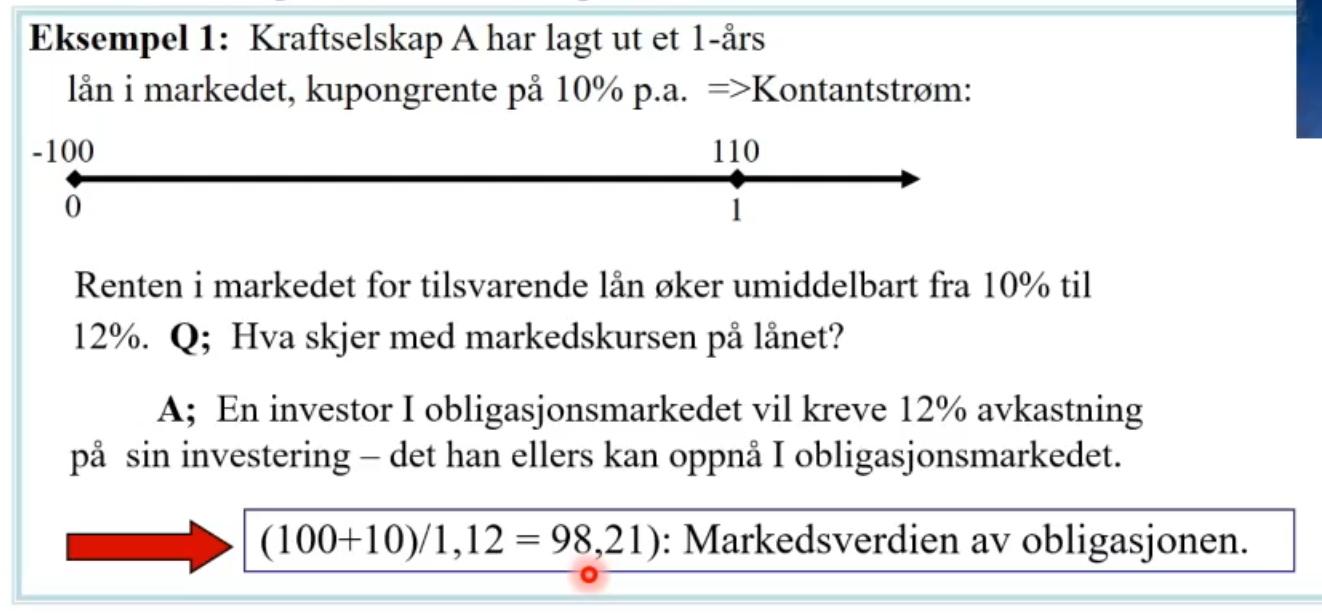 Eksempel 1: Kraftselskap A har lagt ut et 1-års
lån i markedet, kupongrente på 10% p.a. =>Kontantstrøm:
-100 110
0 1
Renten i markedet for tilsvarende lån øker umiddelbart fra 10% til
12%. Q; Hva skjer med markedskursen på lånet?
A; En investor I obligasjonsmarkedet vil kreve 12% avkastning
på sin investering – det han ellers kan oppnå I obligasjonsmarkedet.
(100+10)/1,12 = 98,21): Markedsverdien av obligasjonen.